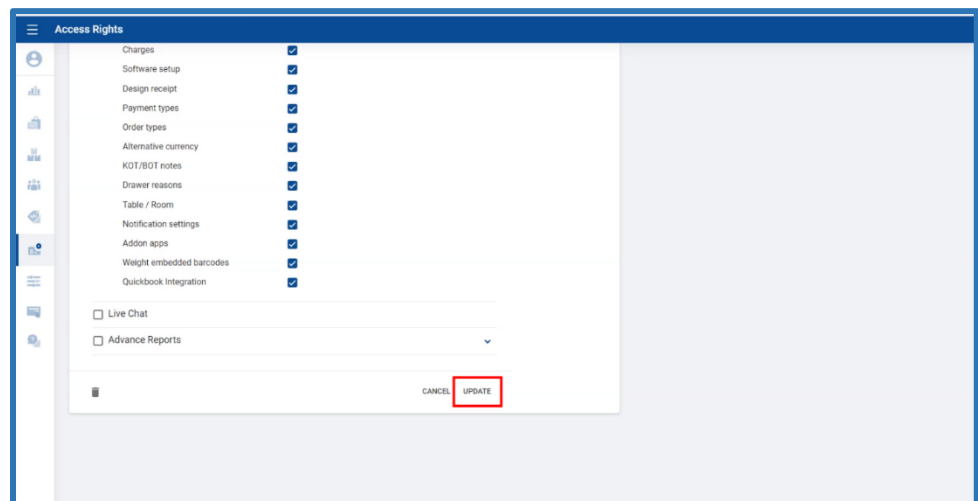 Access Rights
Charges
Software setup
Design receipt
Payment types
Order types
Alternative currency
KOT/BOT notes
Drawer reasons
Table / Room
Notification settings
Addon apps
Weight embedded barcodes
Quickbook Integration
Live Chat
Advance Reports
CANCEL UPDATE